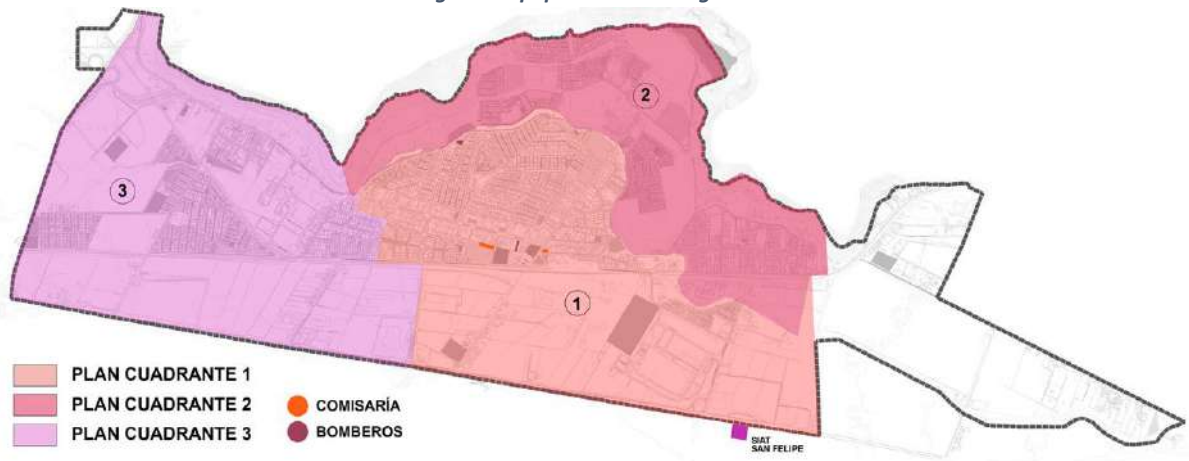 2
3
1
PLAN CUADRANTE 1
PLAN CUADRANTE 2
PLAN CUADRANTE 3
COMISARÍA
BOMBEROS
SIAT
SAN FELIPE